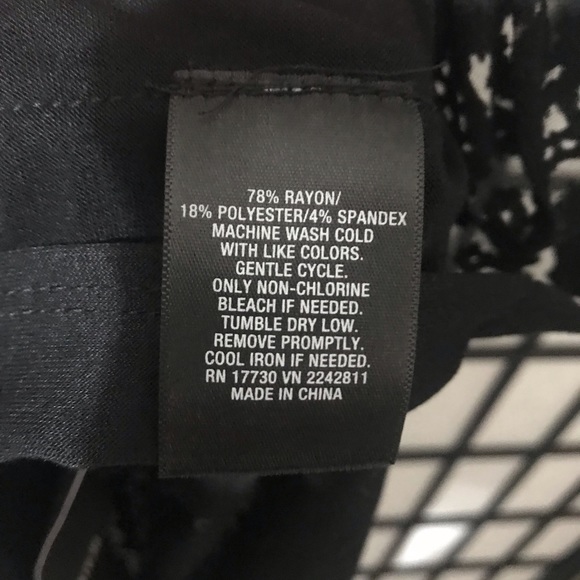 78% RAYON/
18% POLYESTER/4% SPANDEX
MACHINE WASH COLD
WITH LIKE COLORS.
GENTLE CYCLE.
ONLY NON-CHLORINE
BLEACH IF NEEDED.
TUMBLE DRY LOW.
REMOVE PROMPTLY.
COOL IRON IF NEEDED.
RN 17730 VN 2242811
MADE IN CHINA